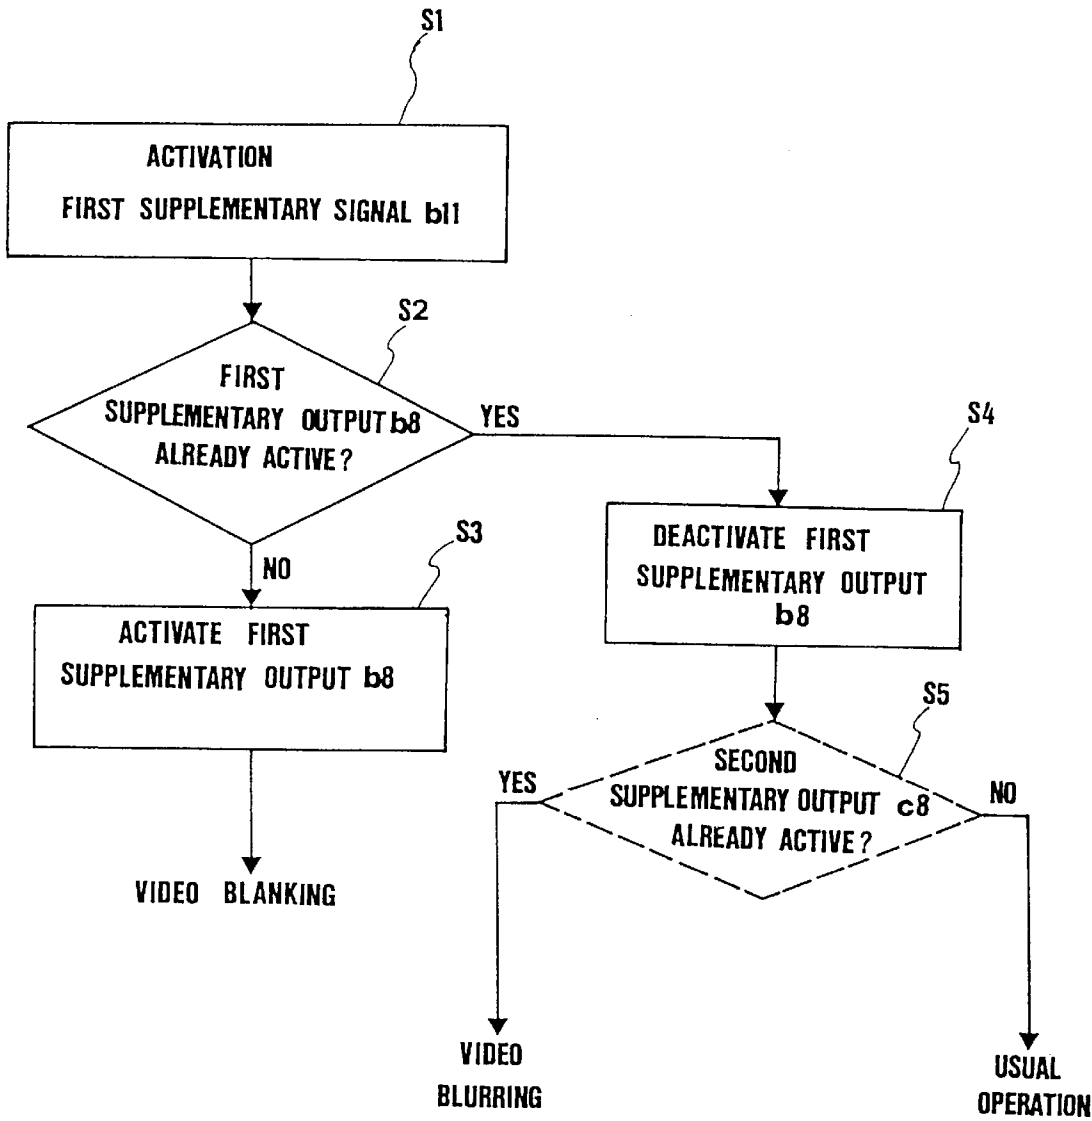 S1
ACTIVATION
FIRST SUPPLEMENTARY SIGNAL b11
S2
FIRST
SUPPLEMENTARY OUTPUT b8
ALREADY ACTIVE?
YES
NO
S3
ACTIVATE FIRST
SUPPLEMENTARY OUTPUT b8
VIDEO BLANKING
S4
DEACTIVATE FIRST
SUPPLEMENTARY OUTPUT
b8
S5
SECOND
SUPPLEMENTARY OUTPUT c8
ALREADY ACTIVE?
YES
NO
VIDEO
BLURRING
USUAL
OPERATION